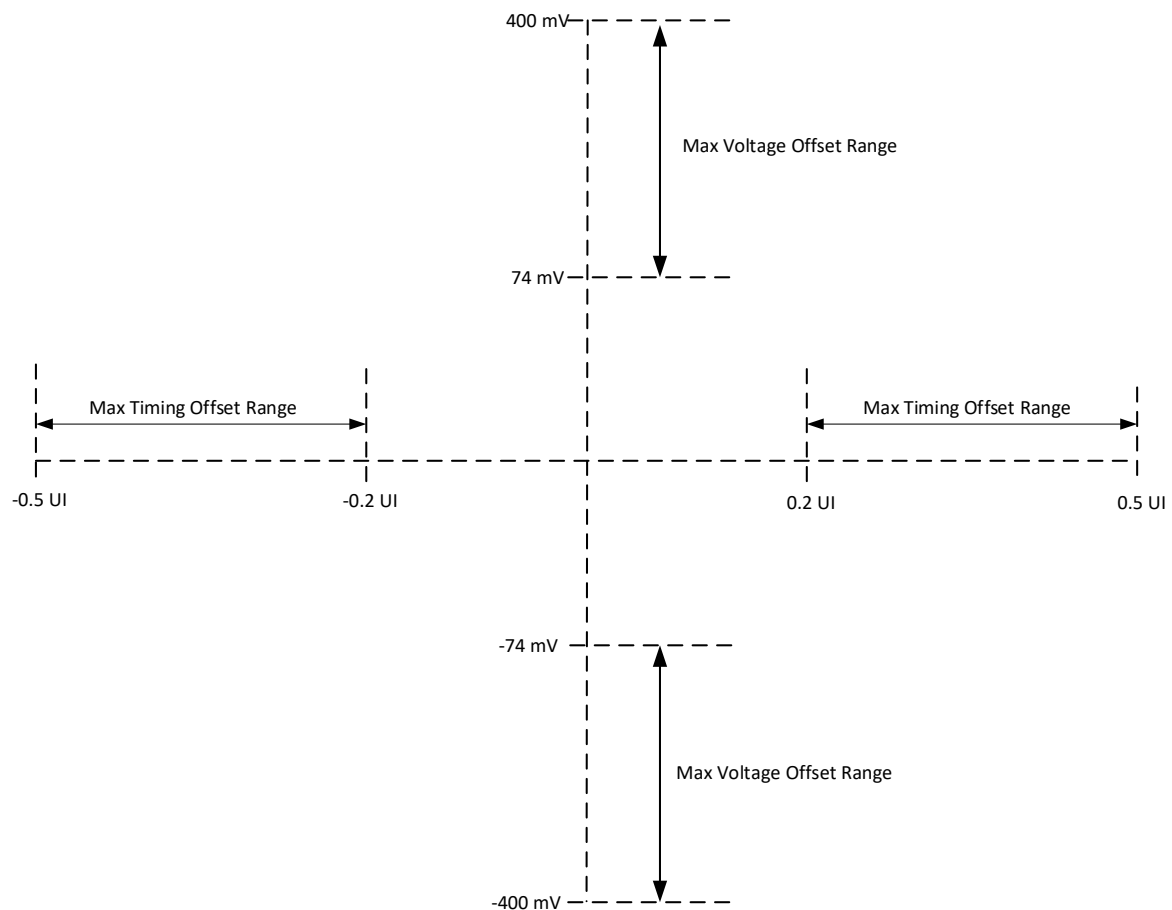 400 mV
Max Voltage Offset Range
74 mV
Max Timing Offset Range
Max Timing Offset Range
-0.5 UI
-0.2 UI
0.2 UI
0.5 UI
-74 mV
Max Voltage Offset Range
-400 mV